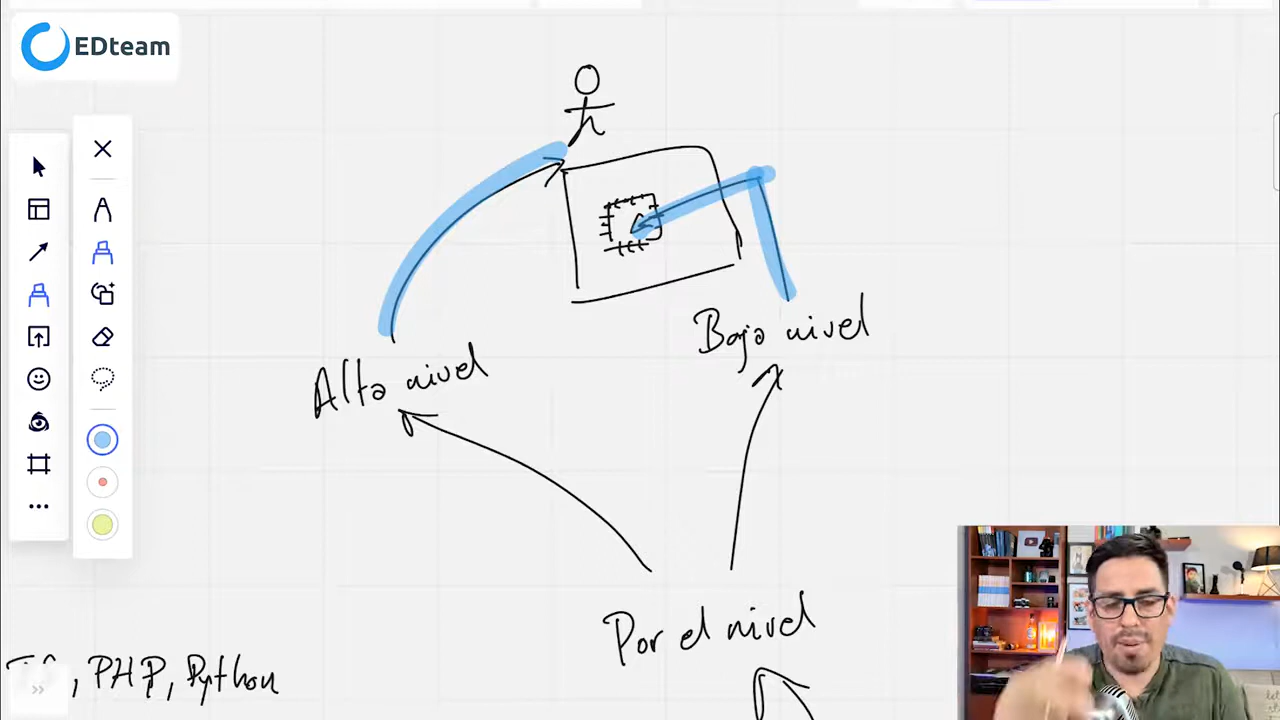 EDteam
Bajo nivel
Alto nivel
Por el nivel
, PHP, Python